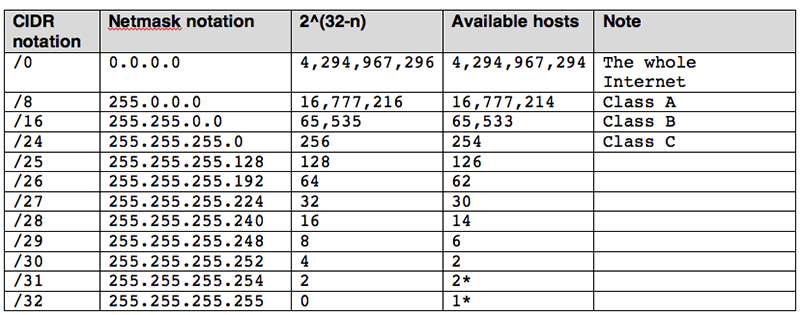 CIDR notation Netmask notation 2^(32-n) Available hosts Note
/0 0.0.0.0 4,294,967,296 4,294,967,294 The whole Internet
/8 255.0.0.0 16,777,216 16,777,214 Class A
/16 255.255.0.0 65,535 65,533 Class B
/24 255.255.255.0 256 254 Class C
/25 255.255.255.128 128 126
/26 255.255.255.192 64 62
/27 255.255.255.224 32 30
/28 255.255.255.240 16 14
/29 255.255.255.248 8 6
/30 255.255.255.252 4 2
/31 255.255.255.254 2 2*
/32 255.255.255.255 0 1*